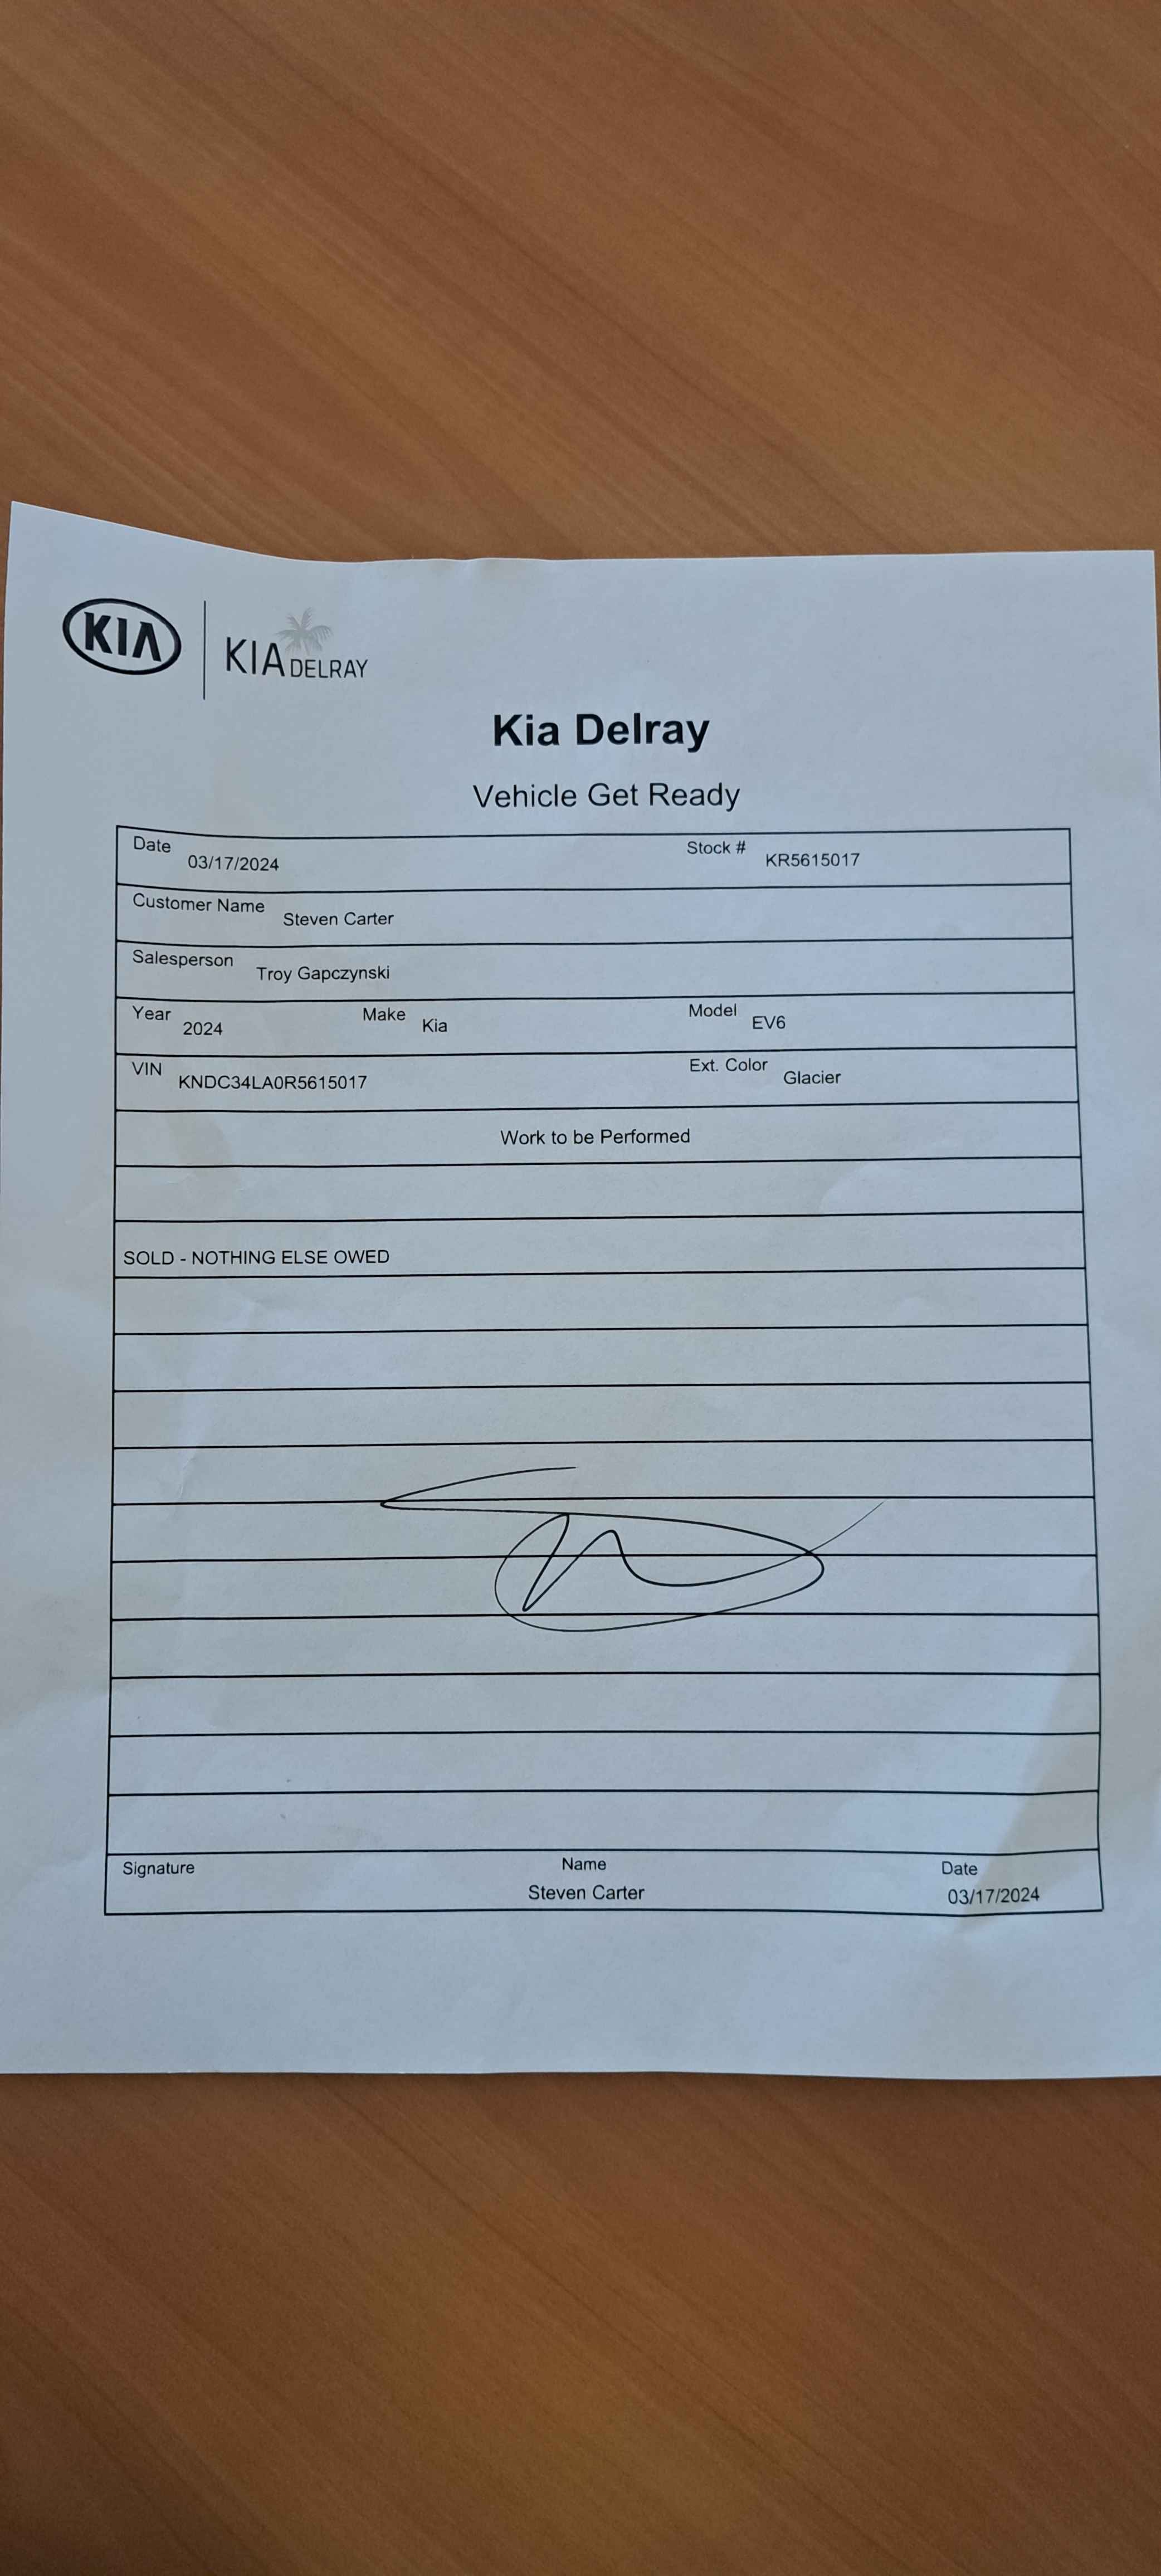 KIA KIA DELRAY
Kia Delray
Vehicle Get Ready
Date 03/17/2024 Stock # KR5615017
Customer Name Steven Carter
Salesperson Troy Gapczynski
Year 2024 Make Kia Model EV6
VIN KNDC34LA0R5615017 Ext. Color Glacier
Work to be Performed
SOLD - NOTHING ELSE OWED
Signature Name Date
Steven Carter 03/17/2024